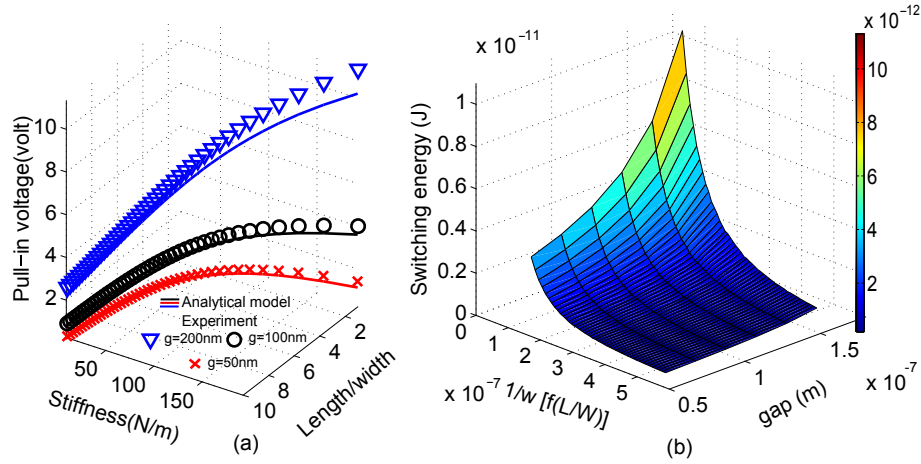 10
8
6
4
2
Pull-in voltage(volt)
Analytical model
Experiment
g=200nm
g=100nm
g=50nm
50
100
150
Stiffness(N/m)
10
8
6
4
2
Length/width
(a)
x 10⁻¹¹
1
0.8
0.6
0.4
0.2
0
Switching energy (J)
0
1
2
3
4
5
x 10⁻⁷ 1/w [f(L/W)]
0.5
1
1.5
x 10⁻⁷
gap (m)
(b)
x 10⁻¹²
10
8
6
4
2